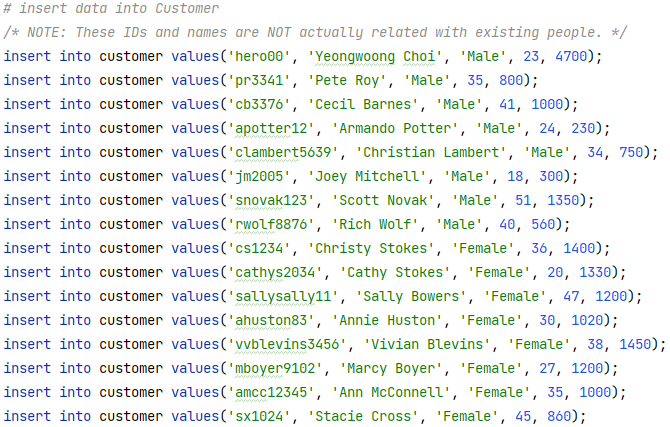 # insert data into Customer
/* NOTE: These IDs and names are NOT actually related with existing people. */
insert into customer values('hero00', 'Yeongwoong Choi', 'Male', 23, 4700);
insert into customer values('pr3341', 'Pete Roy', 'Male', 35, 800);
insert into customer values('cb3376', 'Cecil Barnes', 'Male', 41, 1000);
insert into customer values('apotter12', 'Armando Potter', 'Male', 24, 230);
insert into customer values('clambert5639', 'Christian Lambert', 'Male', 34, 750);
insert into customer values('jm2005', 'Joey Mitchell', 'Male', 18, 300);
insert into customer values('snovak123', 'Scott Novak', 'Male', 51, 1350);
insert into customer values('rwolf8876', 'Rich Wolf', 'Male', 40, 560);
insert into customer values('cs1234', 'Christy Stokes', 'Female', 36, 1400);
insert into customer values('cathys2034', 'Cathy Stokes', 'Female', 20, 1330);
insert into customer values('sallysally11', 'Sally Bowers', 'Female', 47, 1200);
insert into customer values('ahuston83', 'Annie Huston', 'Female', 30, 1020);
insert into customer values('vvblevins3456', 'Vivian Blevins', 'Female', 38, 1450);
insert into customer values('mboyer9102', 'Marcy Boyer', 'Female', 27, 1200);
insert into customer values('amcc12345', 'Ann McConnell', 'Female', 35, 1000);
insert into customer values('sx1024', 'Stacie Cross', 'Female', 45, 860);